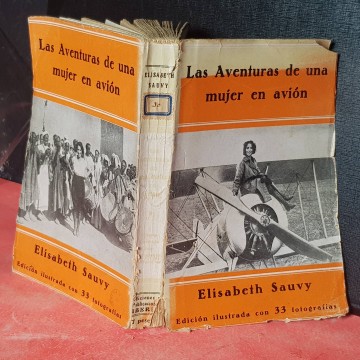 Las Aventuras de una
mujer en avión
Elisabeth Sauvy
Edición ilustrada con 33 fotografías
ELISABETH
SAUVY
Las Aventuras de una
mujer en avión
Elisabeth Sauvy
Edición ilustrada con 33 fotografías